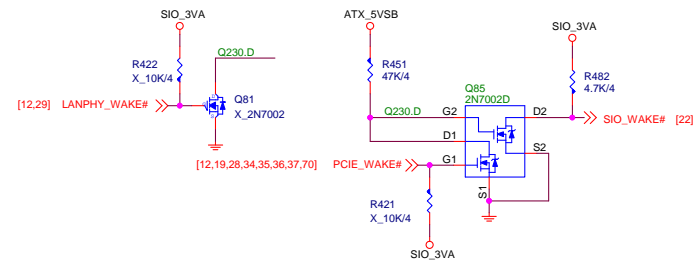 SIO_3VA
R422
X_10K/4
[12,29] LANPHY_WAKE#
Q230.D
Q81
X_2N7002
ATX_5VSB
R451
47K/4
SIO_3VA
R482
4.7K/4
Q85
2N7002D
Q230.D
G2
D2
D1
S2
G1
S1
SIO_WAKE# [22]
[12,19,28,34,35,36,37,70] PCIE_WAKE#
R421
X_10K/4
SIO_3VA